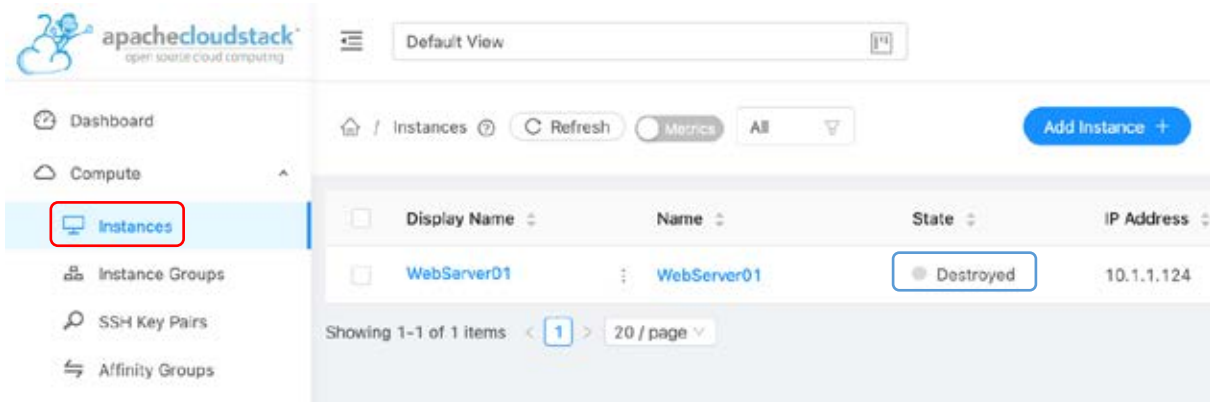 apachecloudstack
open source cloud computing
Default View
Dashboard
/ Instances Refresh Metrics All Add Instance +
Compute
Instances
Display Name Name State IP Address
Instance Groups
WebServer01 WebServer01 Destroyed 10.1.1.124
SSH Key Pairs
Showing 1-1 of 1 items < 1 > 20 / page
Affinity Groups